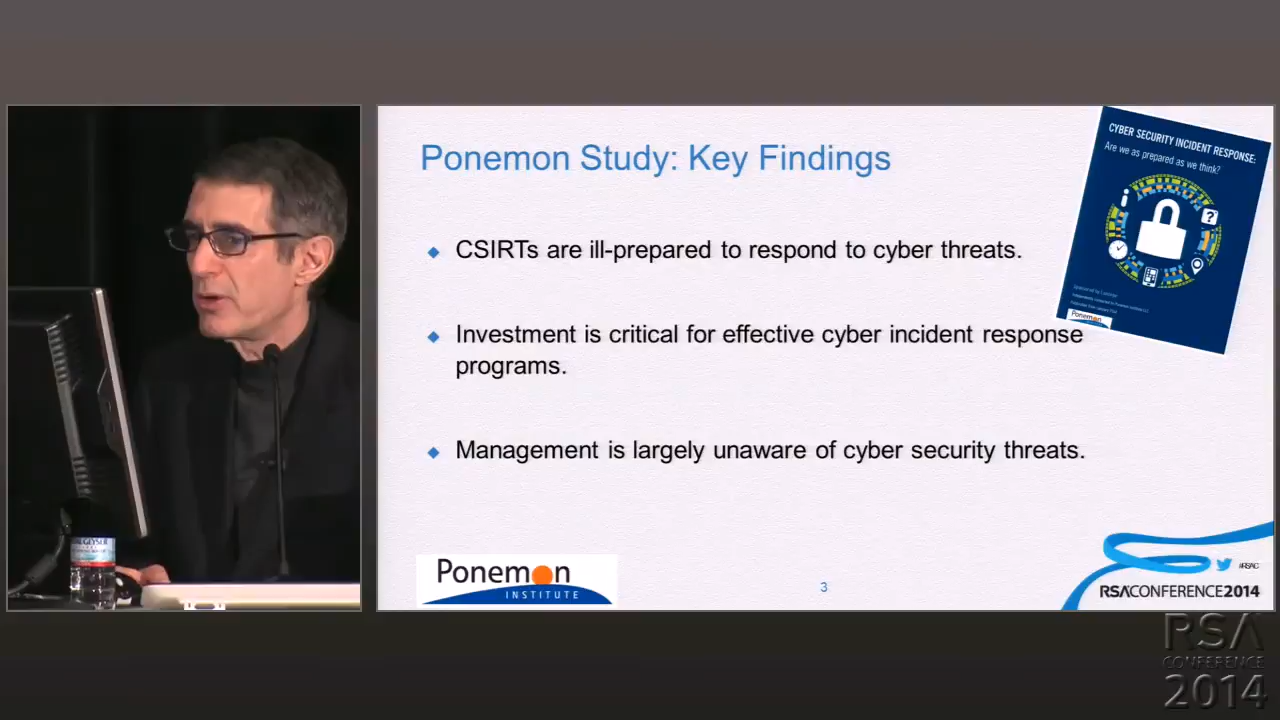 Ponemon Study: Key Findings
CYBER SECURITY INCIDENT RESPONSE:
Are we as prepared as we think?
CSIRTs are ill-prepared to respond to cyber threats.
Investment is critical for effective cyber incident response
programs.
Management is largely unaware of cyber security threats.
Ponemon
Ponemon
INSTITUTE
3
#RSAC
RSACONFERENCE2014
RSA
CONFERENCE
2014